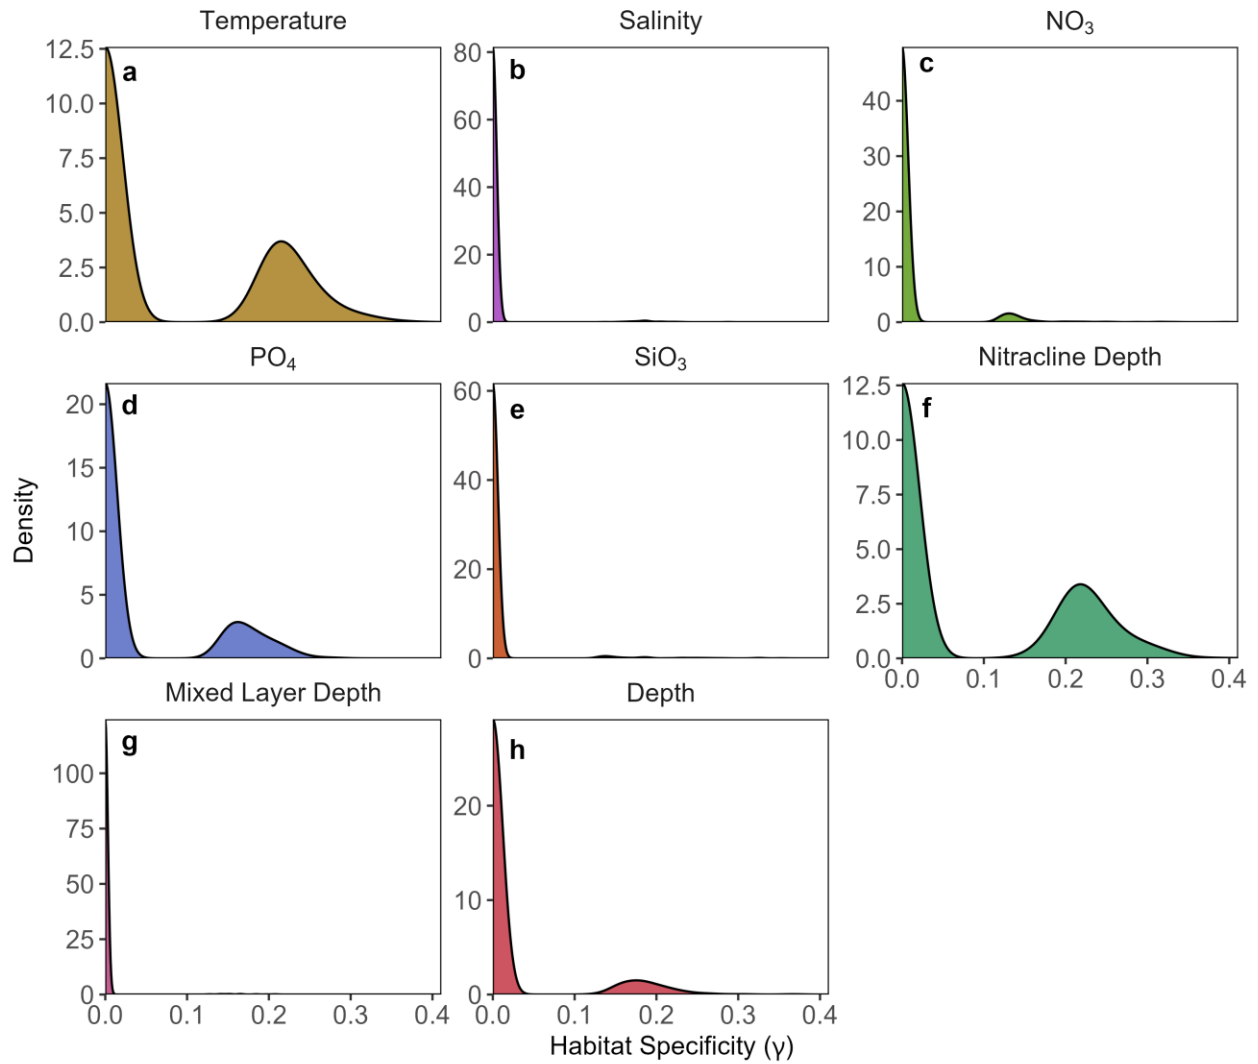 Temperature
Salinity
NO₃
a
12.5
10.0
7.5
5.0
2.5
0.0
b
80
60
40
20
0
c
40
30
20
10
0
PO₄
SiO₃
Nitracline Depth
d
20
15
10
5
0
e
60
40
20
0
f
12.5
10.0
7.5
5.0
2.5
0.0
0.0 0.1 0.2 0.3 0.4
Density
Mixed Layer Depth
Depth
g
100
75
50
25
0
0.0 0.1 0.2 0.3 0.4
h
20
10
0
0.0 0.1 0.2 0.3 0.4
Habitat Specificity (γ)